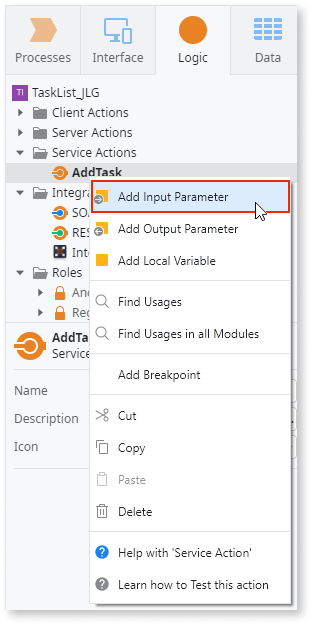 Processes Interface Logic Data
TI TaskList_JLG
Client Actions
Server Actions
Service Actions
AddTask
Integra
Add Input Parameter
SO
Add Output Parameter
RES
Inte
Add Local Variable
Roles
An
Find Usages
Reg
AddTa
Find Usages in all Modules
Service
Add Breakpoint
Name
Description
Cut
Icon
Copy
Paste
Delete
Help with 'Service Action'
Learn how to Test this action